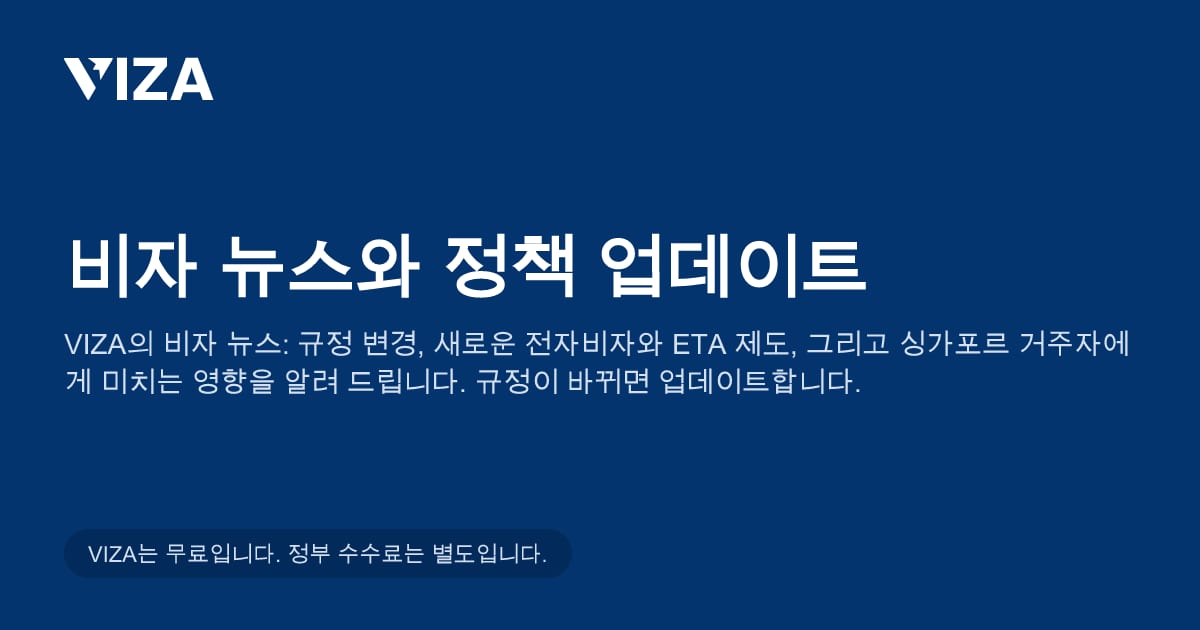 VIZA
비자 뉴스와 정책 업데이트
VIZA의 비자 뉴스: 규정 변경, 새로운 전자비자와 ETA 제도, 그리고 싱가포르 거주자에
게 미치는 영향을 알려 드립니다. 규정이 바뀌면 업데이트합니다.
VIZA는 무료입니다. 정부 수수료는 별도입니다.